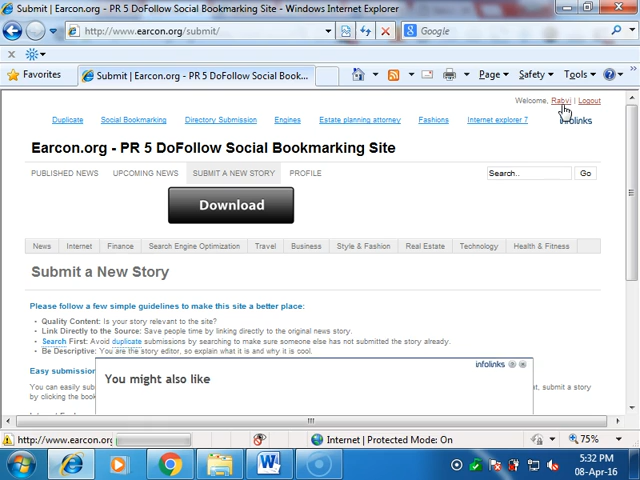 Submit | Earcon.org - PR 5 DoFollow Social Bookmarking Site - Windows Internet Explorer
http://www.earcon.org/submit/
Google
Favorites
Submit | Earcon.org - PR 5 DoFollow Social Book...
Page
Safety
Tools
Welcome, Rabvi | Logout
Duplicate
Social Bookmarking
Directory Submission
Engines
Estate planning attorney
Fashions
Internet explorer 7
infolinks
Earcon.org - PR 5 DoFollow Social Bookmarking Site
PUBLISHED NEWS
UPCOMING NEWS
SUBMIT A NEW STORY
PROFILE
Search..
Go
Download
News
Internet
Finance
Search Engine Optimization
Travel
Business
Style & Fashion
Real Estate
Technology
Health & Fitness
Submit a New Story
Please follow a few simple guidelines to make this site a better place:
Quality Content: Is your story relevant to the site?
Link Directly to the Source: Save people time by linking directly to the original news story.
Search First: Avoid duplicate submissions by searching to make sure someone else has not submitted the story already.
Be Descriptive: You are the story editor, so explain what it is and why it is cool.
infolinks
You might also like
Easy submission
You can easily sub
ut, submit a story
by clicking
http://www.earcon.org
Internet | Protected Mode: On
75%
5:32 PM
08-Apr-16